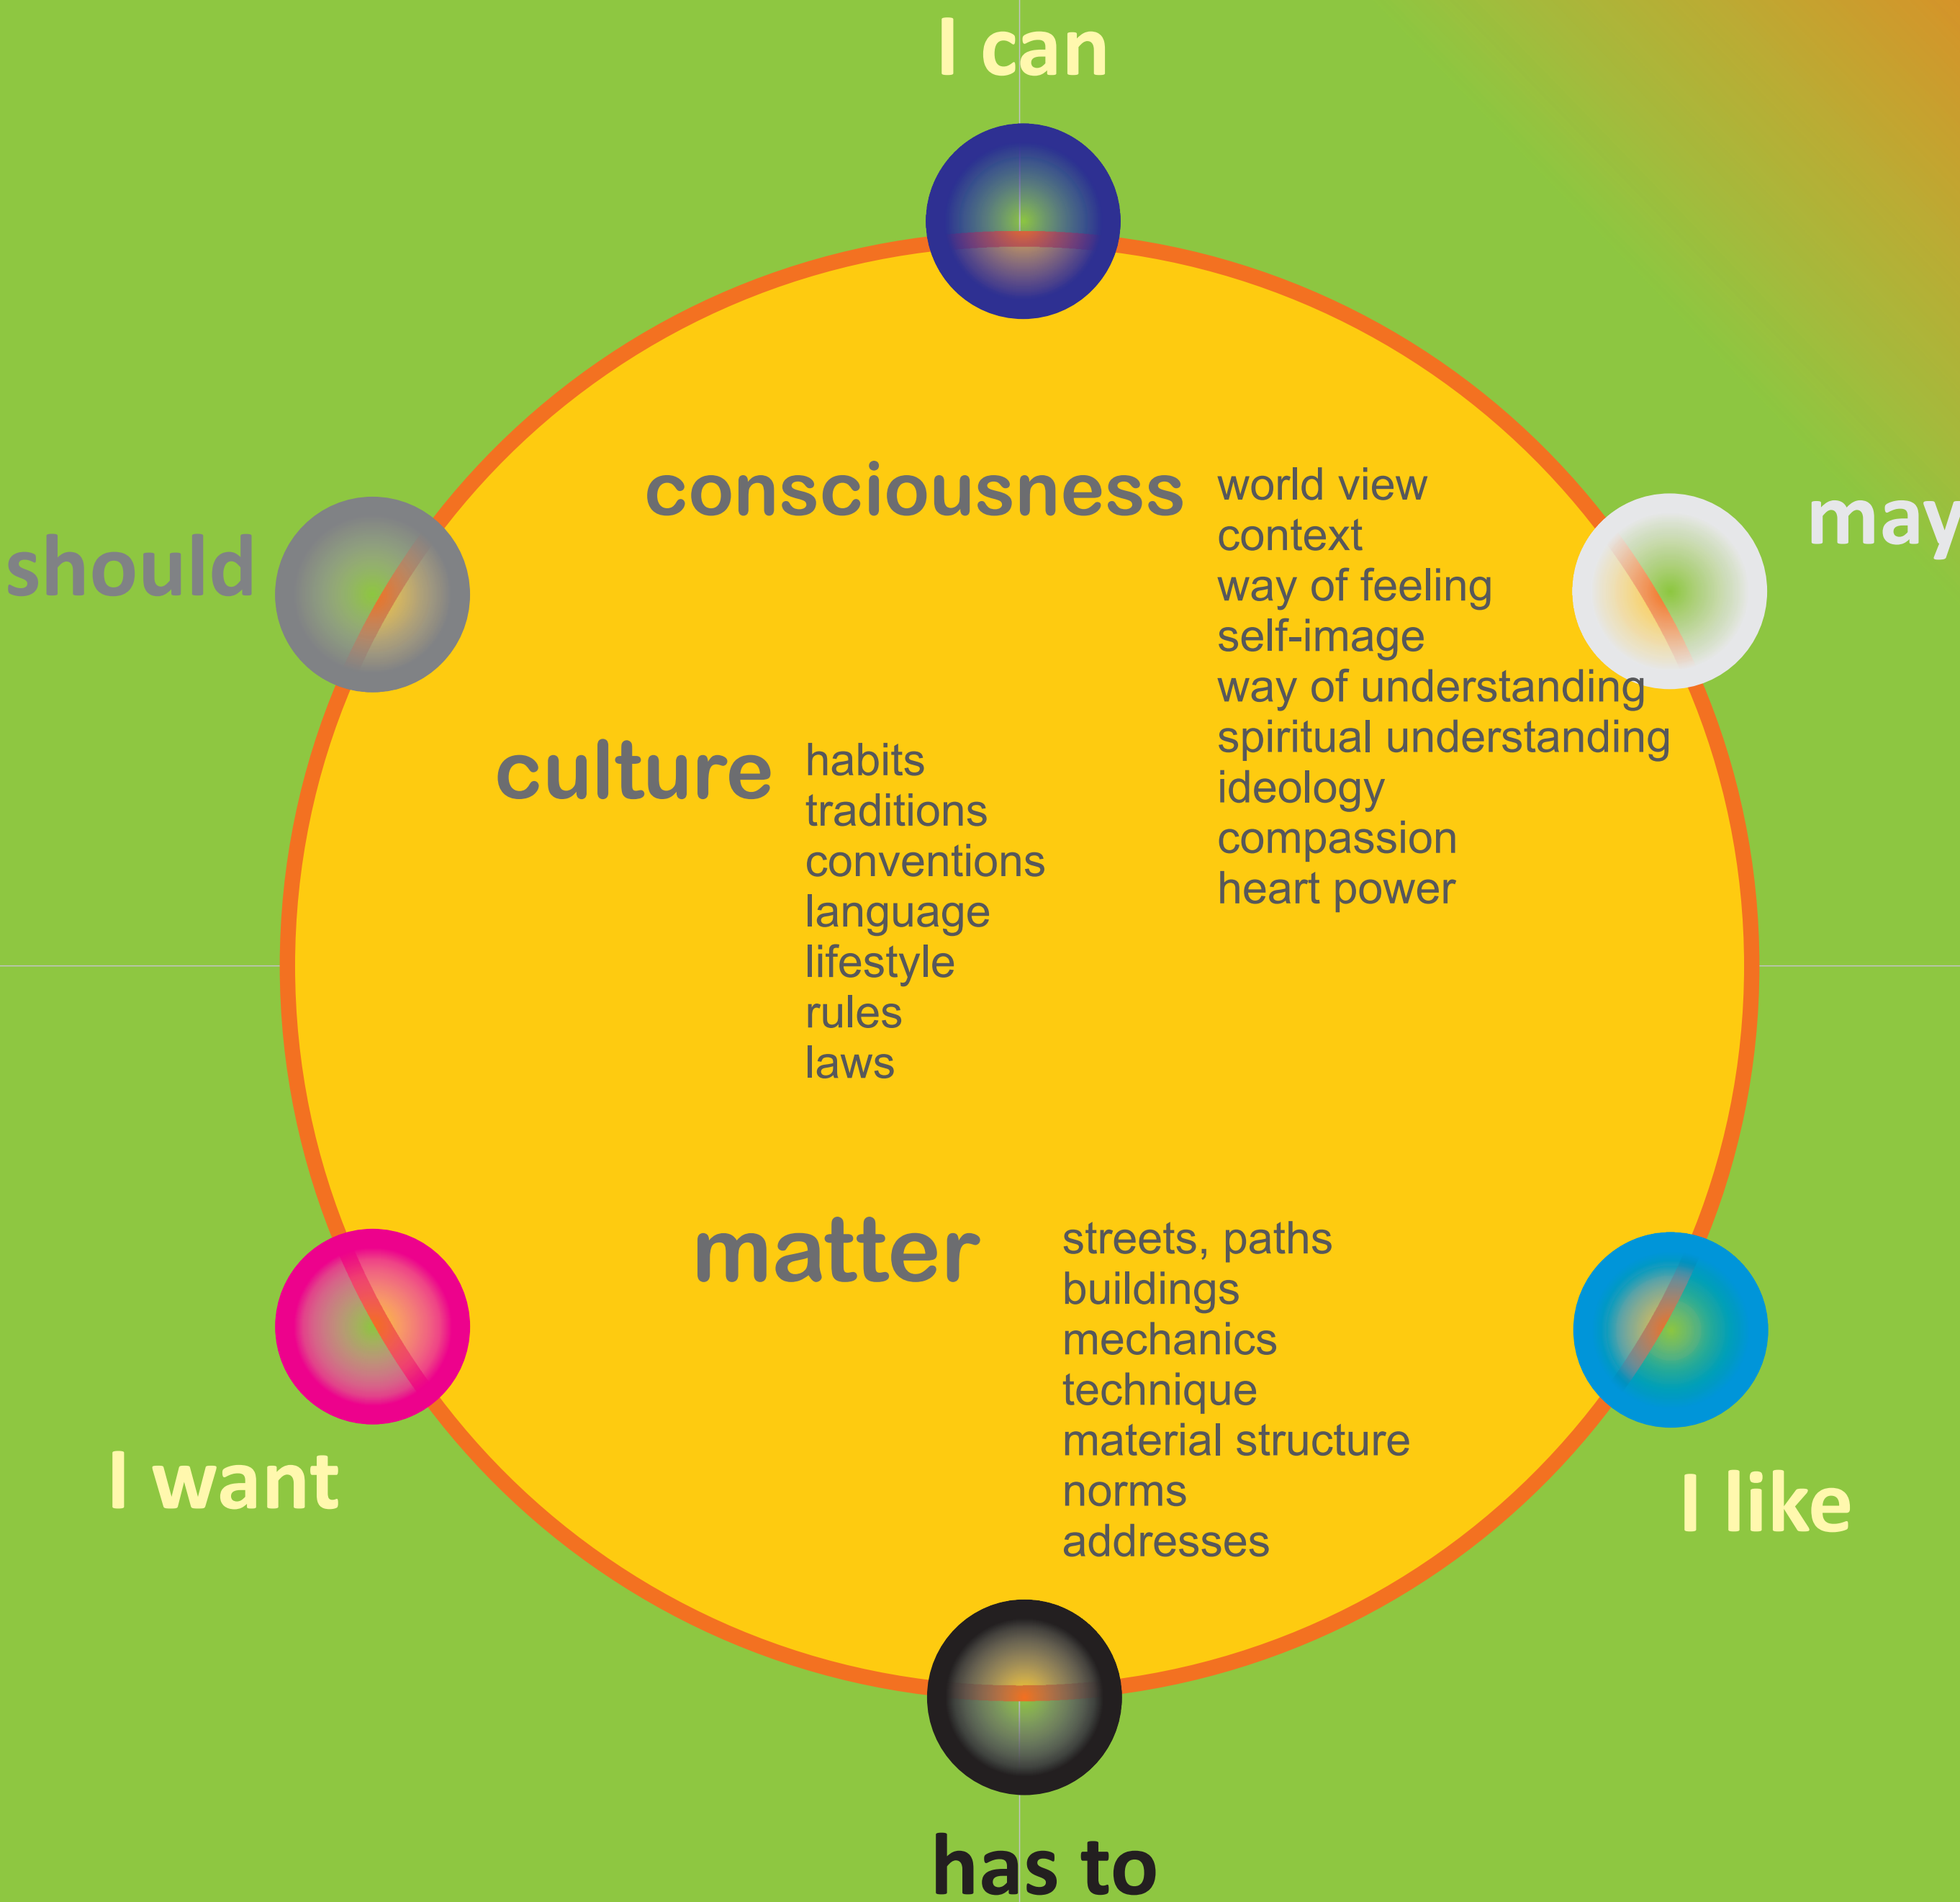 I can
should
may
consciousness
world view
context
way of feeling
self-image
way of understanding
spiritual understanding
ideology
compassion
heart power
culture
habits
traditions
conventions
language
lifestyle
rules
laws
matter
streets, paths
buildings
mechanics
technique
material structure
norms
addresses
I want
I like
has to